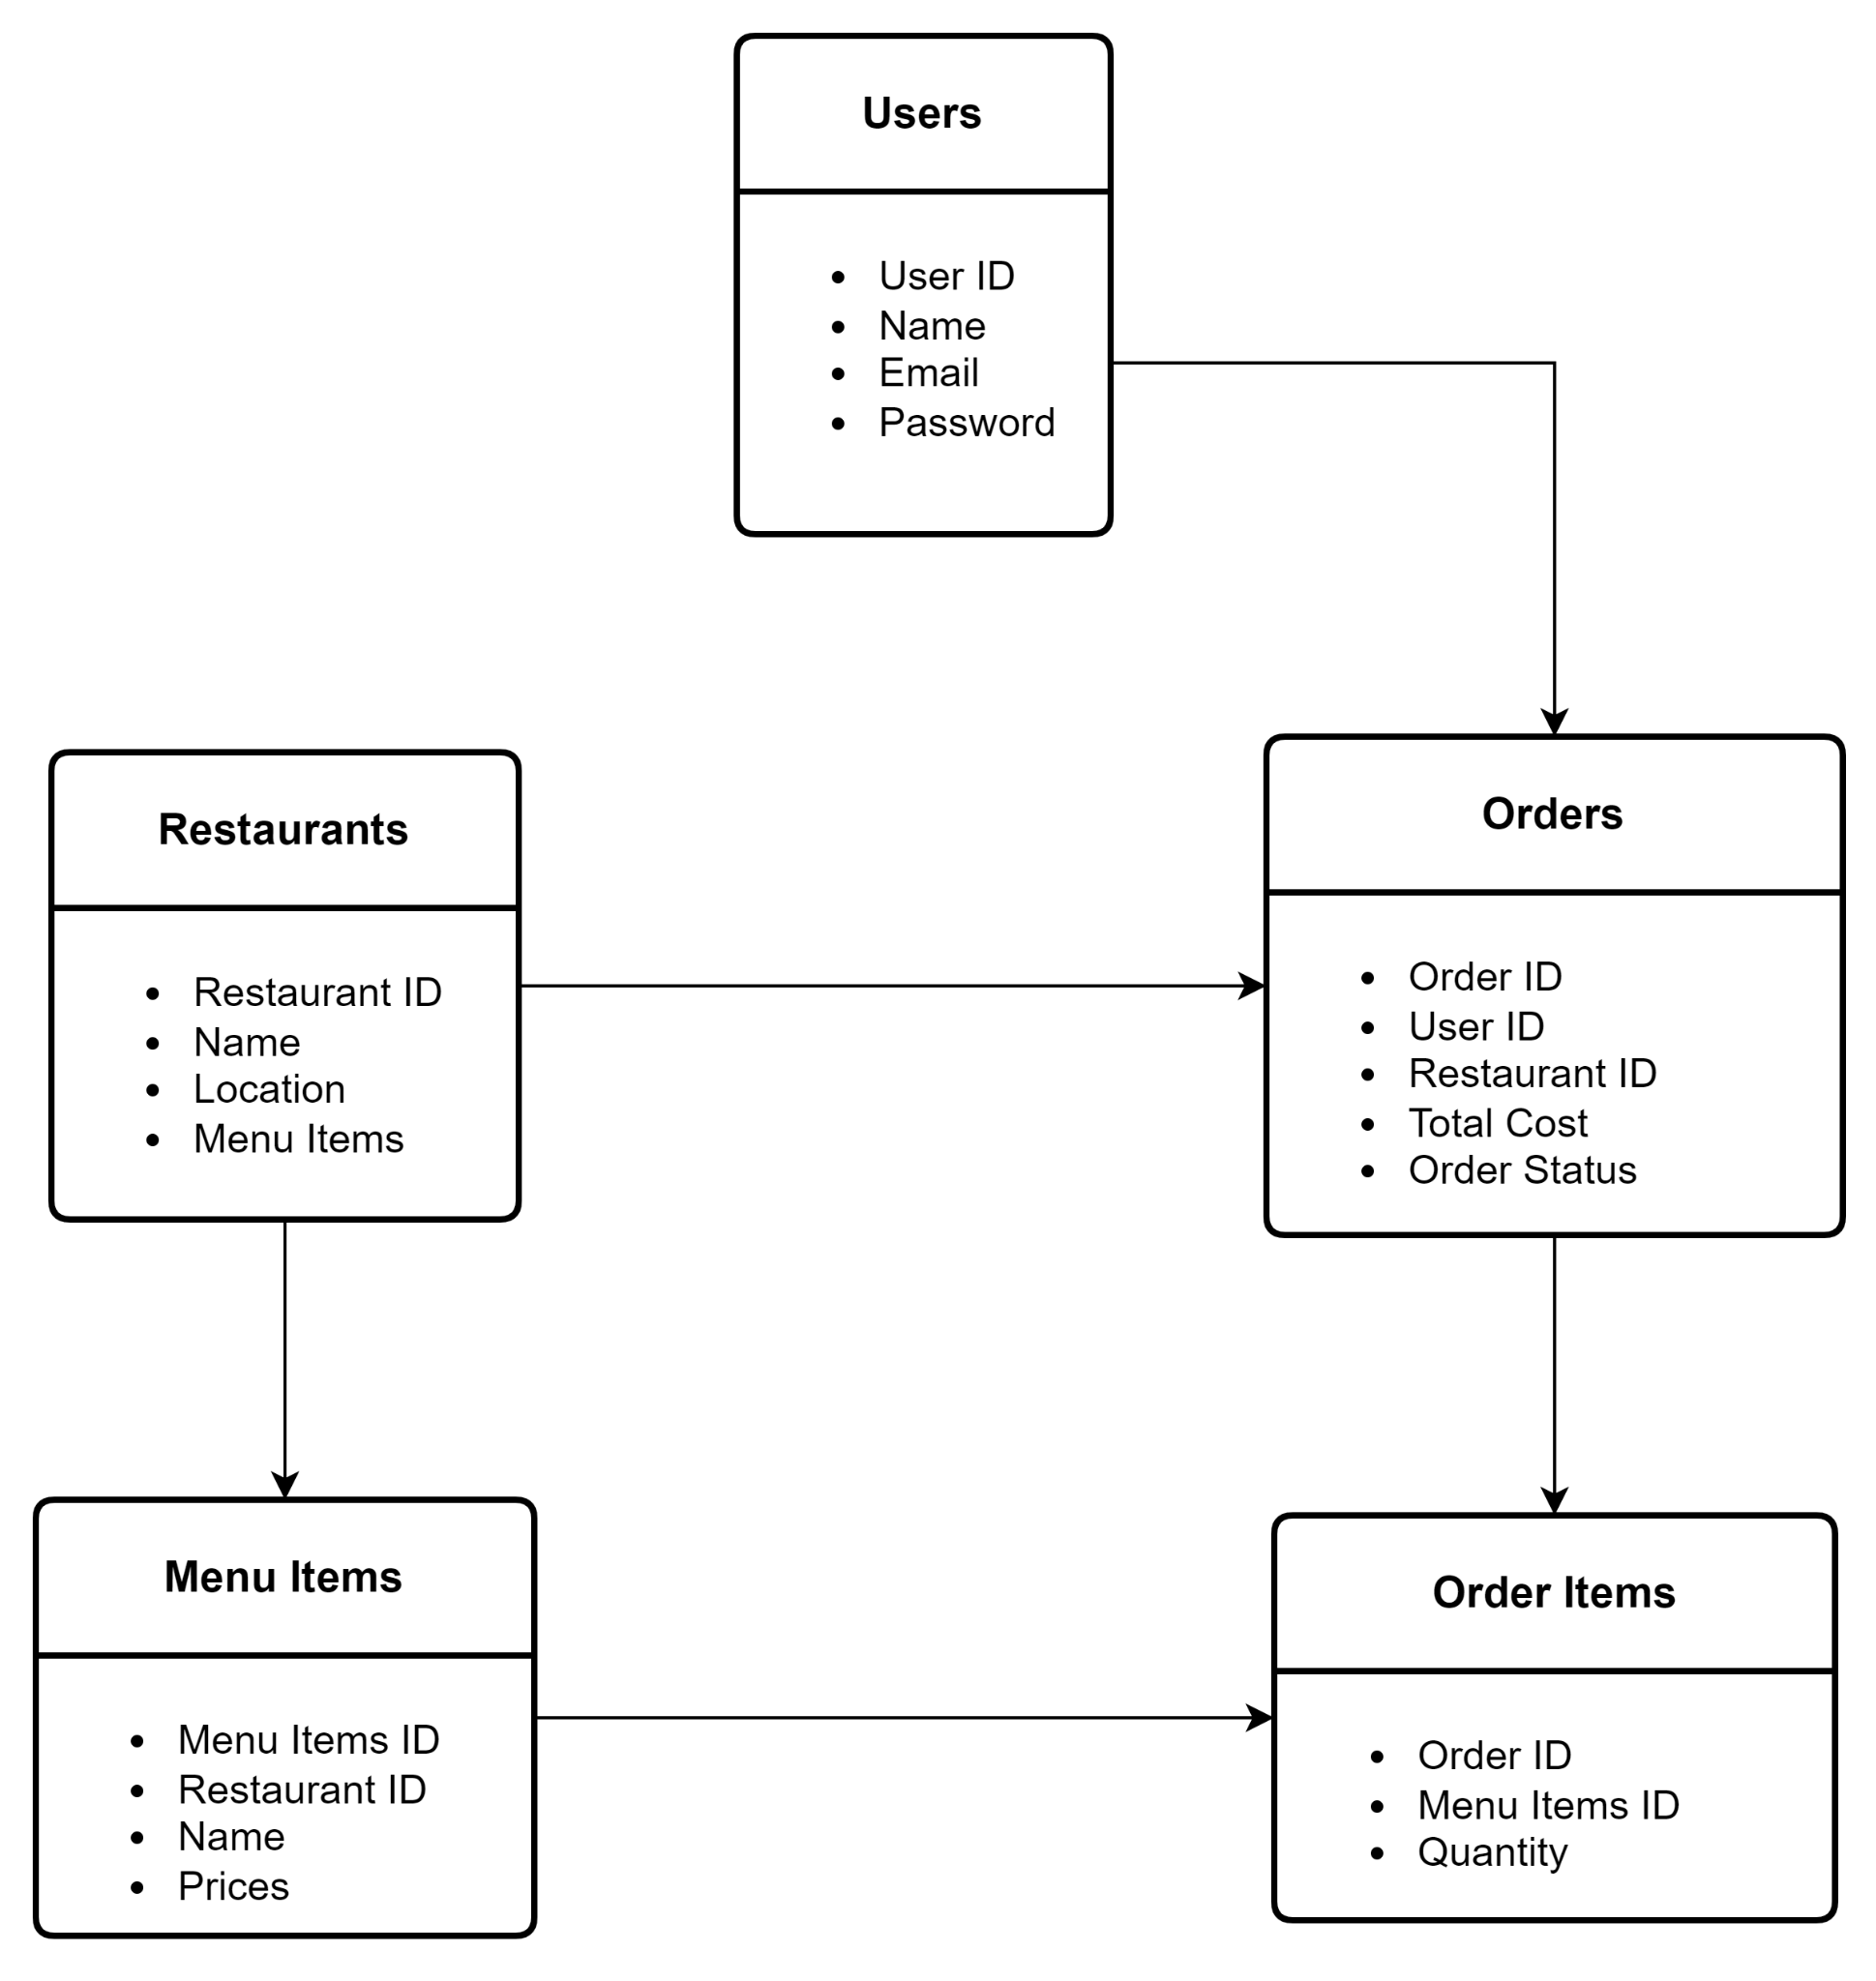 Users
User ID
Name
Email
Password
Restaurants
Restaurant ID
Name
Location
Menu Items
Orders
Order ID
User ID
Restaurant ID
Total Cost
Order Status
Menu Items
Menu Items ID
Restaurant ID
Name
Prices
Order Items
Order ID
Menu Items ID
Quantity